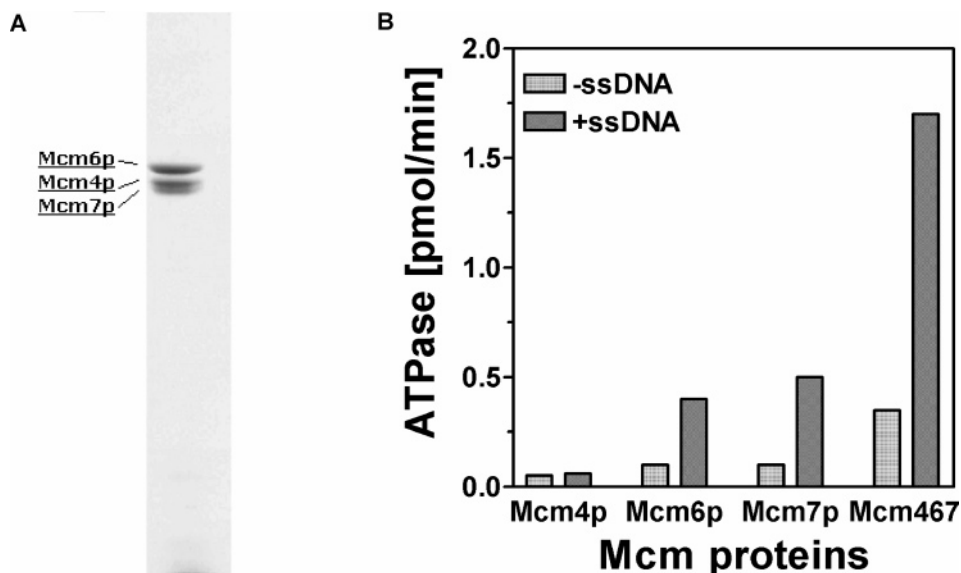 A
Mcm6p
Mcm4p
Mcm7p
B
ATPase [pmol/min]
2.0
1.5
1.0
0.5
0.0
-ssDNA
+ssDNA
Mcm4p Mcm6p Mcm7p Mcm467
Mcm proteins